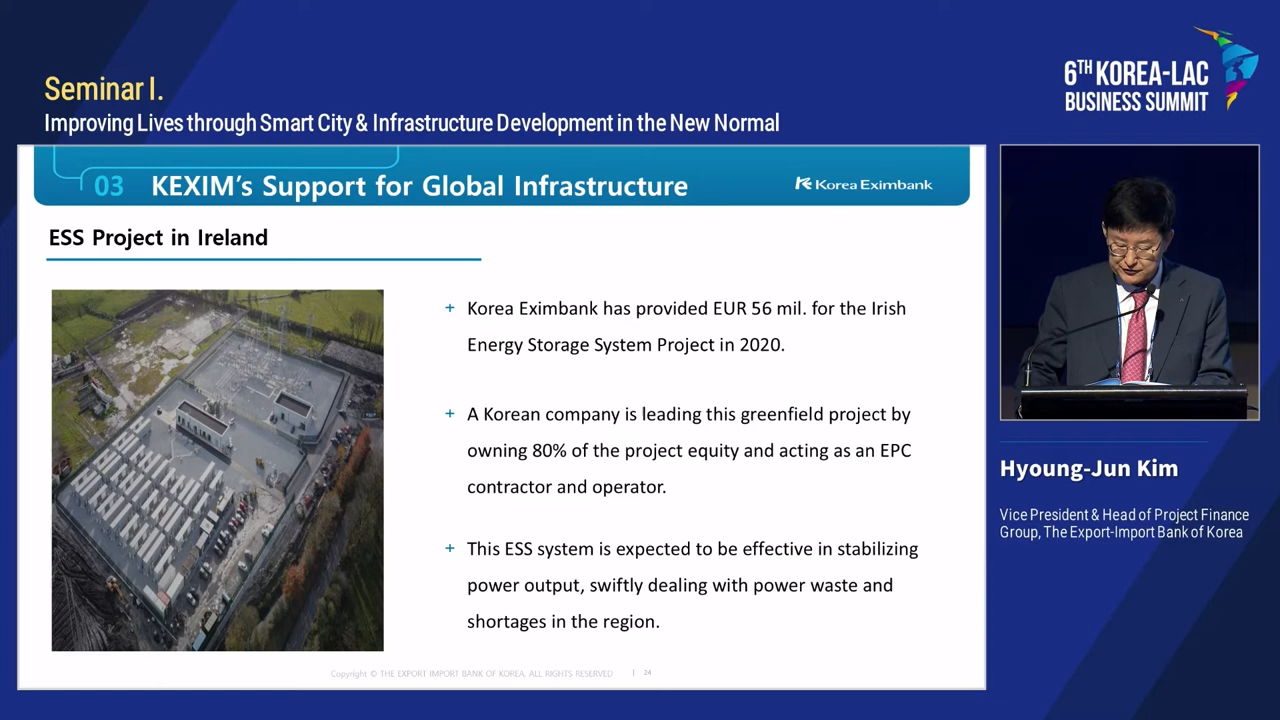 Seminar I.
Improving Lives through Smart City & Infrastructure Development in the New Normal
6TH KOREA-LAC
BUSINESS SUMMIT
03 KEXIM's Support for Global Infrastructure
Korea Eximbank
ESS Project in Ireland
+ Korea Eximbank has provided EUR 56 mil. for the Irish
Energy Storage System Project in 2020.
+ A Korean company is leading this greenfield project by
owning 80% of the project equity and acting as an EPC
contractor and operator.
+ This ESS system is expected to be effective in stabilizing
power output, swiftly dealing with power waste and
shortages in the region.
Copyright © THE EXPORT IMPORT BANK OF KOREA, ALL RIGHTS RESERVED | 24
Hyoung-Jun Kim
Vice President & Head of Project Finance
Group, The Export-Import Bank of Korea